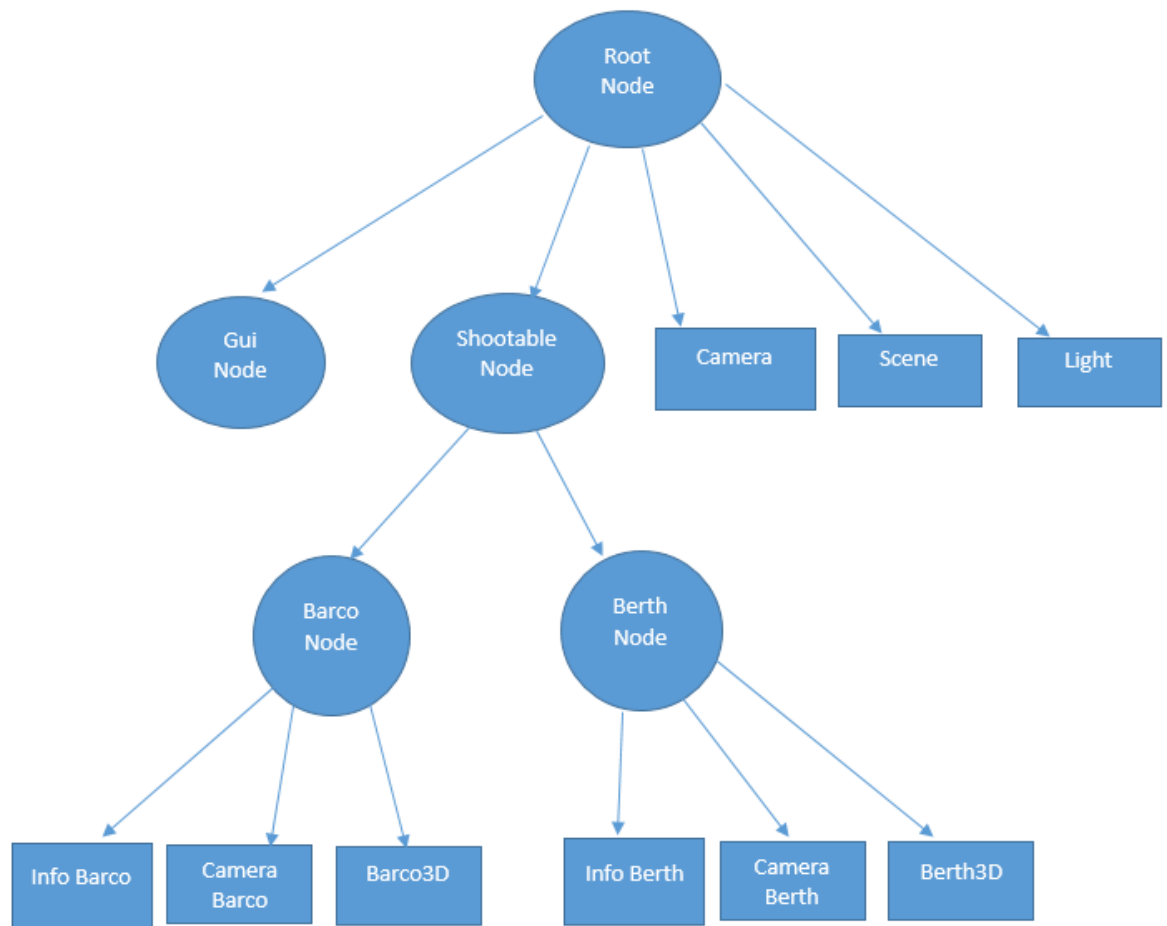 Root
Node
Gui
Node
Shootable
Node
Camera
Scene
Light
Barco
Node
Berth
Node
Info Barco
Camera
Barco
Barco3D
Info Berth
Camera
Berth
Berth3D